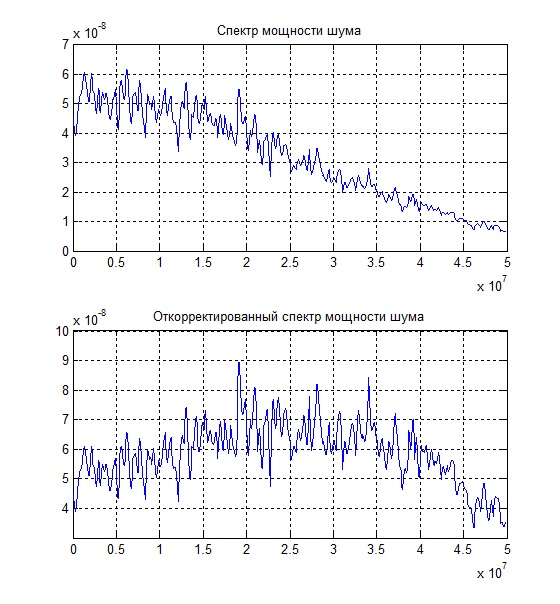 Спектр мощности шума
x 10^-8
7
6
5
4
3
2
1
0
0 0.5 1 1.5 2 2.5 3 3.5 4 4.5 5
x 10^7
Откорректированный спектр мощности шума
x 10^-8
10
9
8
7
6
5
4
0 0.5 1 1.5 2 2.5 3 3.5 4 4.5 5
x 10^7